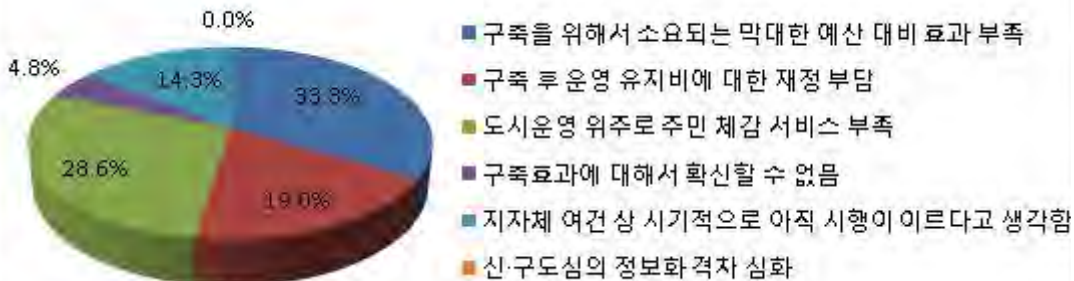 0.0%
4.8%
14.3%
33.3%
28.6%
19.0%
구축을 위해서 소요되는 막대한 예산 대비 효과 부족
구축 후 운영 유지비에 대한 재정 부담
도시운영 위주로 주민 체감 서비스 부족
구축효과에 대해서 확신할 수 없음
지자체 여건 상 시기적으로 아직 시행이 이르다고 생각함
신·구도심의 정보화 격차 심화